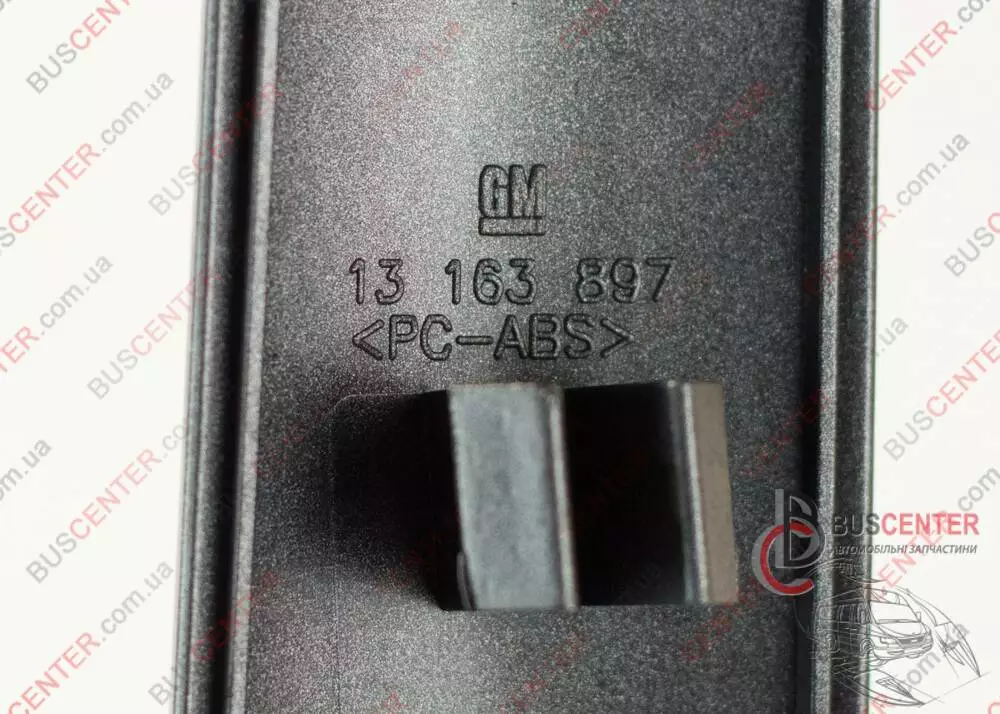 GM
13 163 897
<PC-ABS>
BUSCENTER
АВТОМОБІЛЬНІ ЗАПЧАСТИНИ
BUSCENTER.com.ua